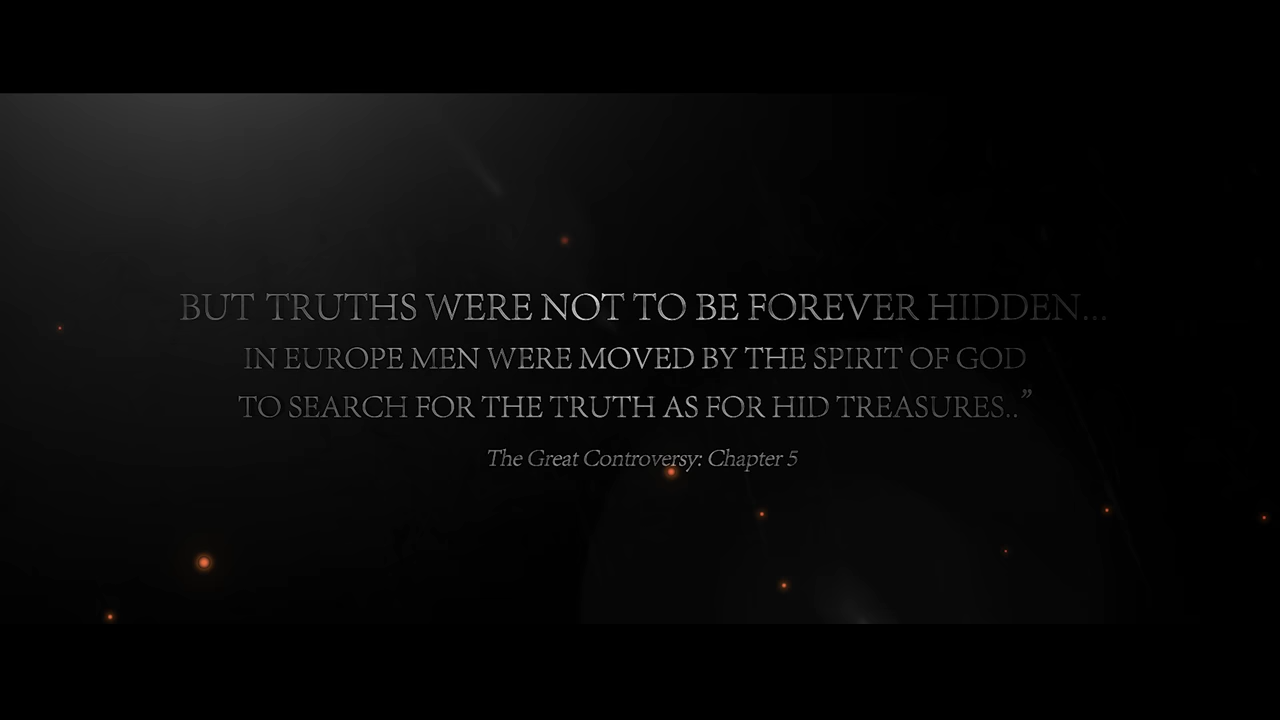 BUT TRUTHS WERE NOT TO BE FOREVER HIDDEN...
IN EUROPE MEN WERE MOVED BY THE SPIRIT OF GOD
TO SEARCH FOR THE TRUTH AS FOR HID TREASURES..”
The Great Controversy: Chapter 5